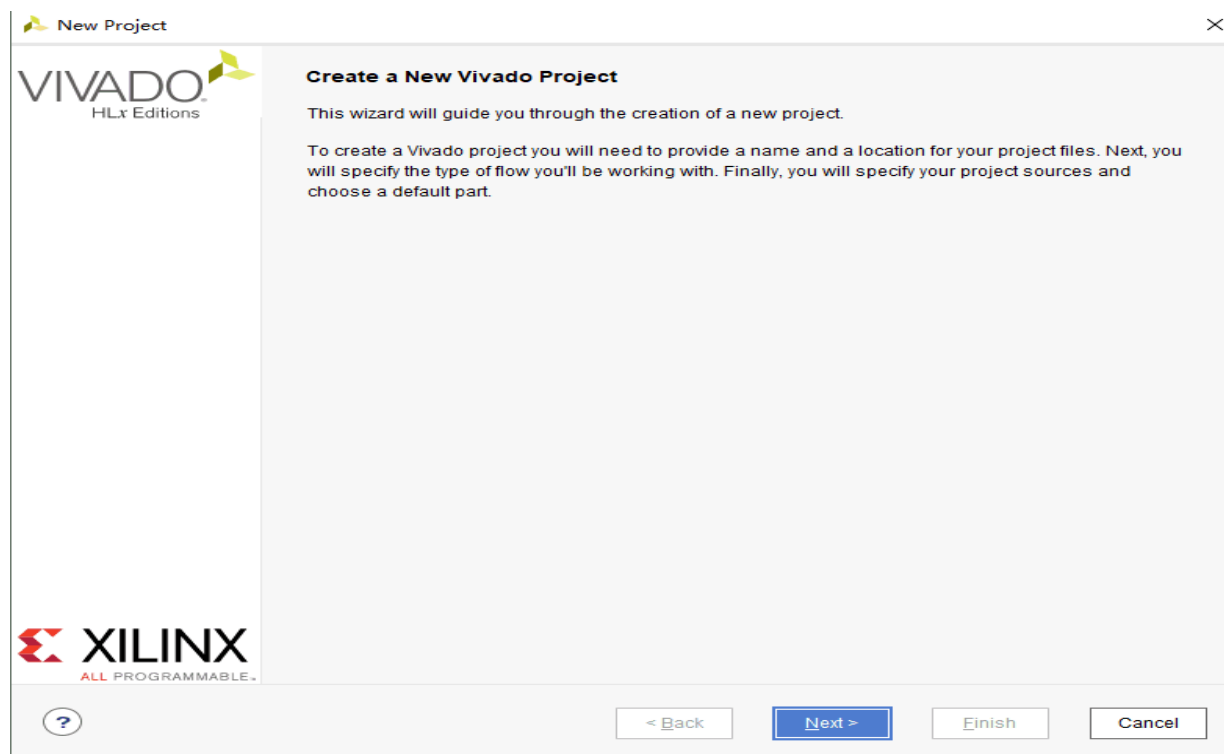 New Project
VIVADO
HLx Editions
Create a New Vivado Project
This wizard will guide you through the creation of a new project.
To create a Vivado project you will need to provide a name and a location for your project files. Next, you
will specify the type of flow you'll be working with. Finally, you will specify your project sources and
choose a default part.
XILINX
ALL PROGRAMMABLE™
?
< Back
Next >
Finish
Cancel